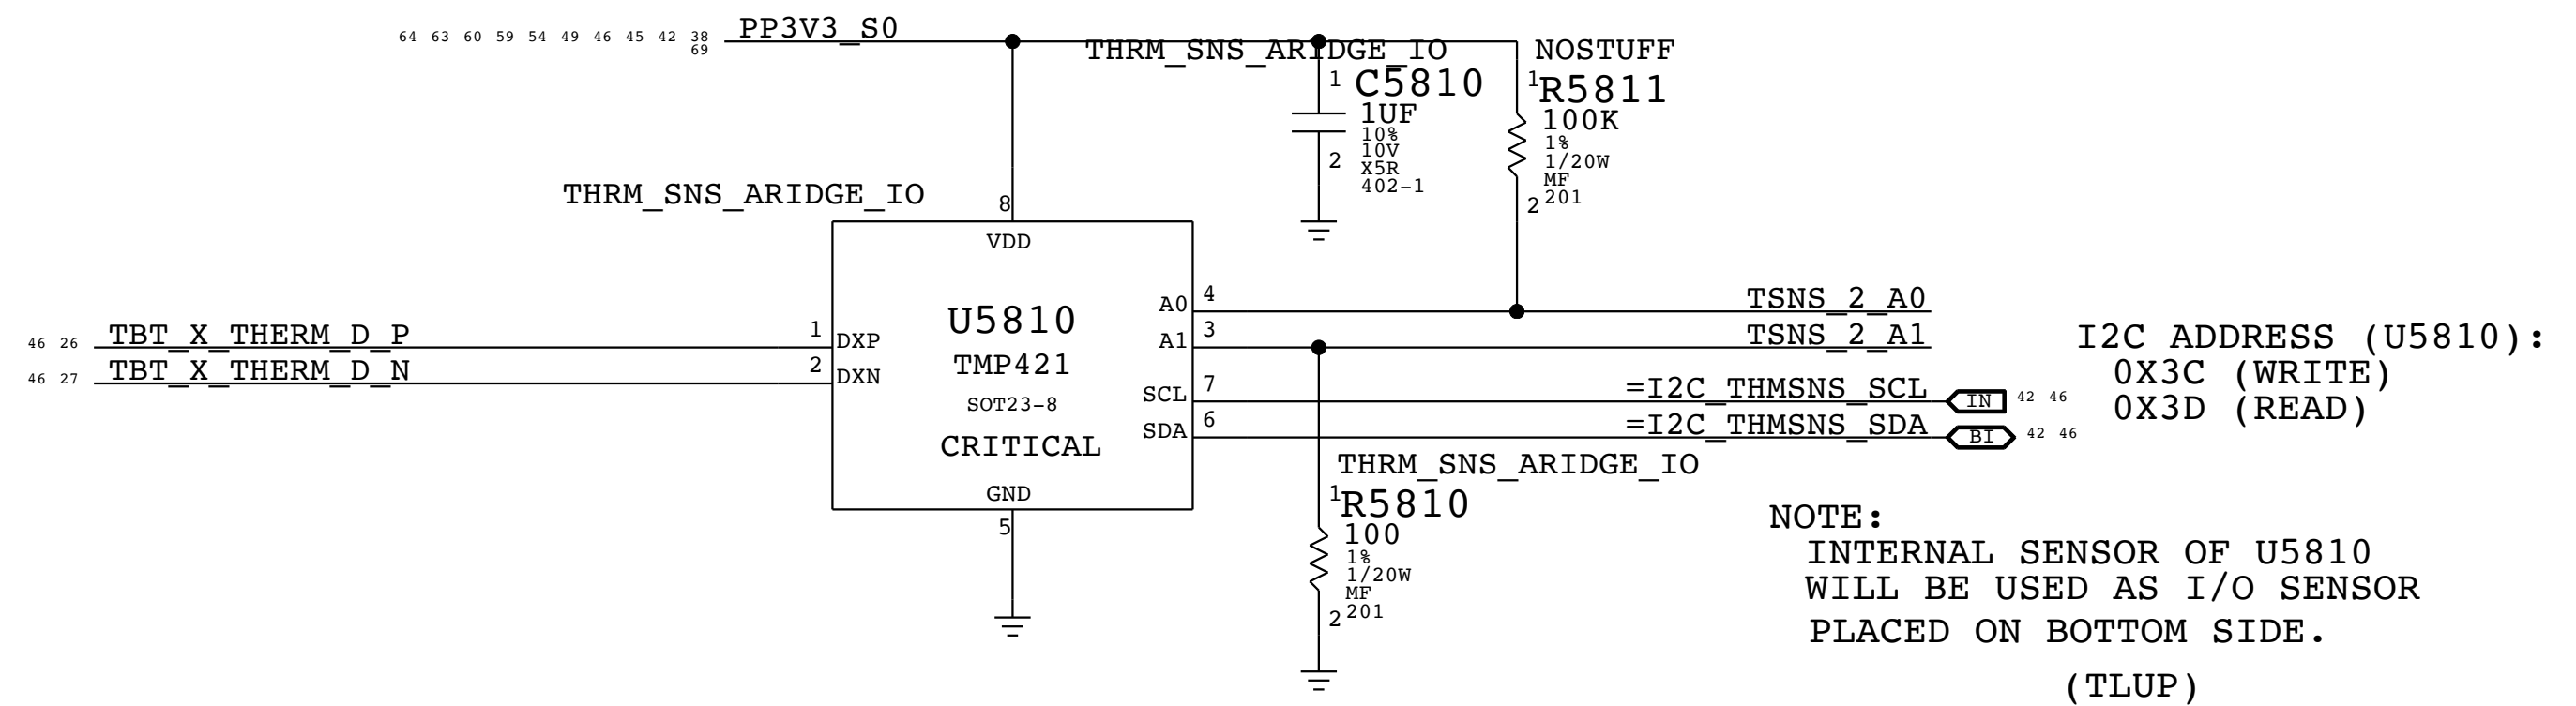 PP3V3_S0
64 63 60 59 54 49 46 45 42 38
69
THRM_SNS_ARIDGE_IO
1
C5810
1UF
10%
10V
X5R
402-1
2
NOSTUFF
1
R5811
100K
1%
1/20W
MF
201
2
THRM_SNS_ARIDGE_IO
8
VDD
U5810
TMP421
SOT23-8
CRITICAL
GND
5
46 26
TBT_X_THERM_D_P
1
DXP
46 27
TBT_X_THERM_D_N
2
DXN
A0
4
TSNS_2_A0
A1
3
TSNS_2_A1
SCL
7
=I2C_THMSNS_SCL
IN
42 46
SDA
6
=I2C_THMSNS_SDA
BI
42 46
I2C ADDRESS (U5810):
0X3C (WRITE)
0X3D (READ)
THRM_SNS_ARIDGE_IO
1
R5810
100
1%
1/20W
MF
201
2
NOTE:
INTERNAL SENSOR OF U5810
WILL BE USED AS I/O SENSOR
PLACED ON BOTTOM SIDE.
(TLUP)